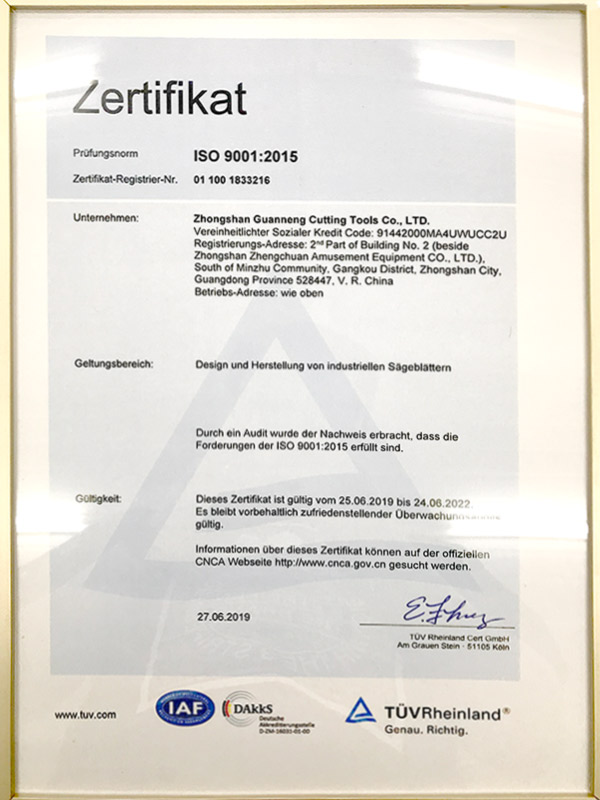 Zertifikat
Prüfungsnorm ISO 9001:2015
Zertifikat-Registrier-Nr. 01 100 1833216
Unternehmen: Zhongshan Guanneng Cutting Tools Co., LTD.
Vereinheitlichter Sozialer Kredit Code: 91442000MA4UWUCC2U
Registrierungs-Adresse: 2nd Part of Building No. 2 (beside
Zhongshan Zhengchuan Amusement Equipment CO., LTD.),
South of Minzhu Community, Gangkou District, Zhongshan City,
Guangdong Province 528447, V. R. China
Betriebs-Adresse: wie oben
Geltungsbereich: Design und Herstellung von industriellen Sägeblättern
Durch ein Audit wurde der Nachweis erbracht, dass die
Forderungen der ISO 9001:2015 erfüllt sind.
Gültigkeit: Dieses Zertifikat ist gültig vom 25.06.2019 bis 24.06.2022.
Es bleibt vorbehaltlich zufriedenstellender Überwachungsaudits
gültig.
Informationen über dieses Zertifikat können auf der offiziellen
CNCA Webseite http://www.cnca.gov.cn gesucht werden.
27.06.2019
TÜV Rheinland Cert GmbH
Am Grauen Stein · 51105 Köln
www.tuv.com
IAF
DAkkS
Deutsche
Akkreditierungsstelle
D-ZM-16031-01-00
TÜVRheinland®
Genau. Richtig.